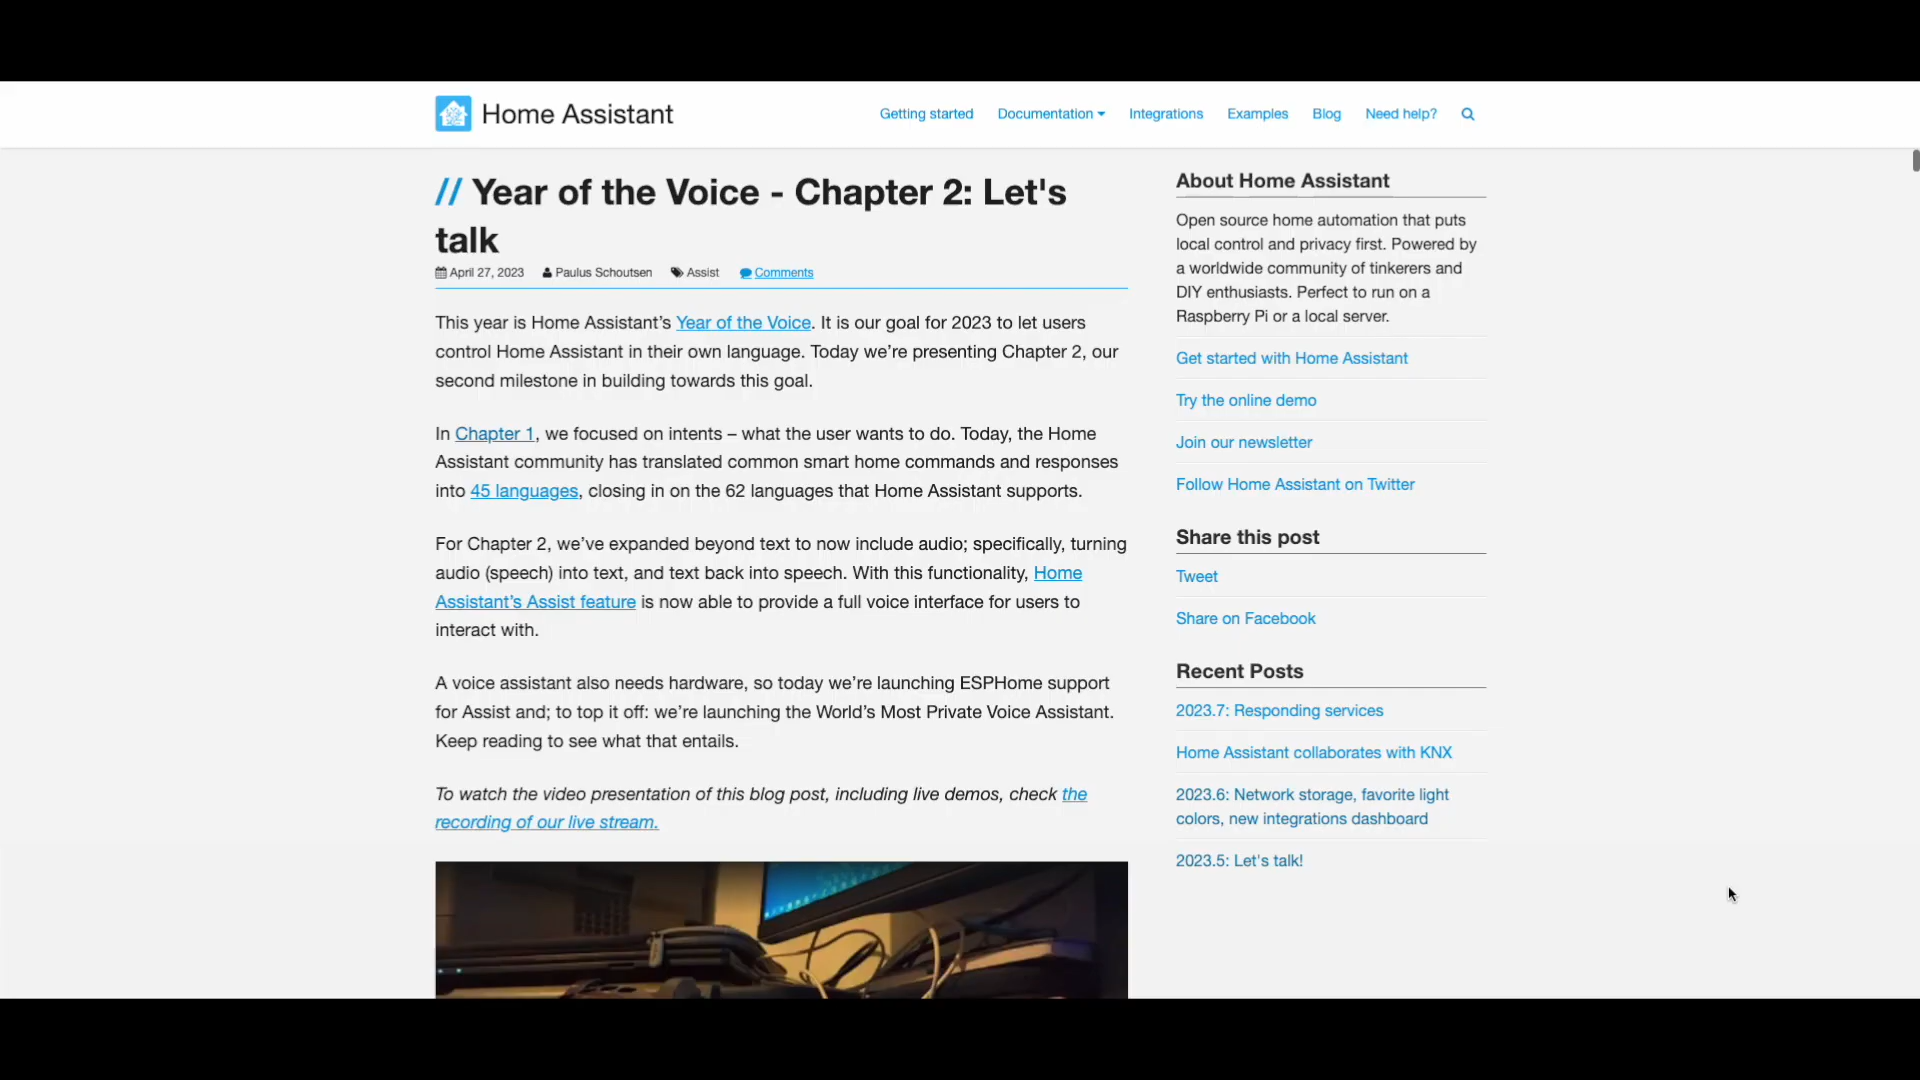 Home Assistant
Getting started Documentation Integrations Examples Blog Need help?
// Year of the Voice - Chapter 2: Let's
talk
April 27, 2023 Paulus Schoutsen Assist Comments
This year is Home Assistant’s Year of the Voice. It is our goal for 2023 to let users
control Home Assistant in their own language. Today we’re presenting Chapter 2, our
second milestone in building towards this goal.
In Chapter 1, we focused on intents – what the user wants to do. Today, the Home
Assistant community has translated common smart home commands and responses
into 45 languages, closing in on the 62 languages that Home Assistant supports.
For Chapter 2, we’ve expanded beyond text to now include audio; specifically, turning
audio (speech) into text, and text back into speech. With this functionality, Home
Assistant’s Assist feature is now able to provide a full voice interface for users to
interact with.
A voice assistant also needs hardware, so today we’re launching ESPHome support
for Assist and; to top it off: we’re launching the World’s Most Private Voice Assistant.
Keep reading to see what that entails.
To watch the video presentation of this blog post, including live demos, check the
recording of our live stream.
About Home Assistant
Open source home automation that puts
local control and privacy first. Powered by
a worldwide community of tinkerers and
DIY enthusiasts. Perfect to run on a
Raspberry Pi or a local server.
Get started with Home Assistant
Try the online demo
Join our newsletter
Follow Home Assistant on Twitter
Share this post
Tweet
Share on Facebook
Recent Posts
2023.7: Responding services
Home Assistant collaborates with KNX
2023.6: Network storage, favorite light
colors, new integrations dashboard
2023.5: Let's talk!